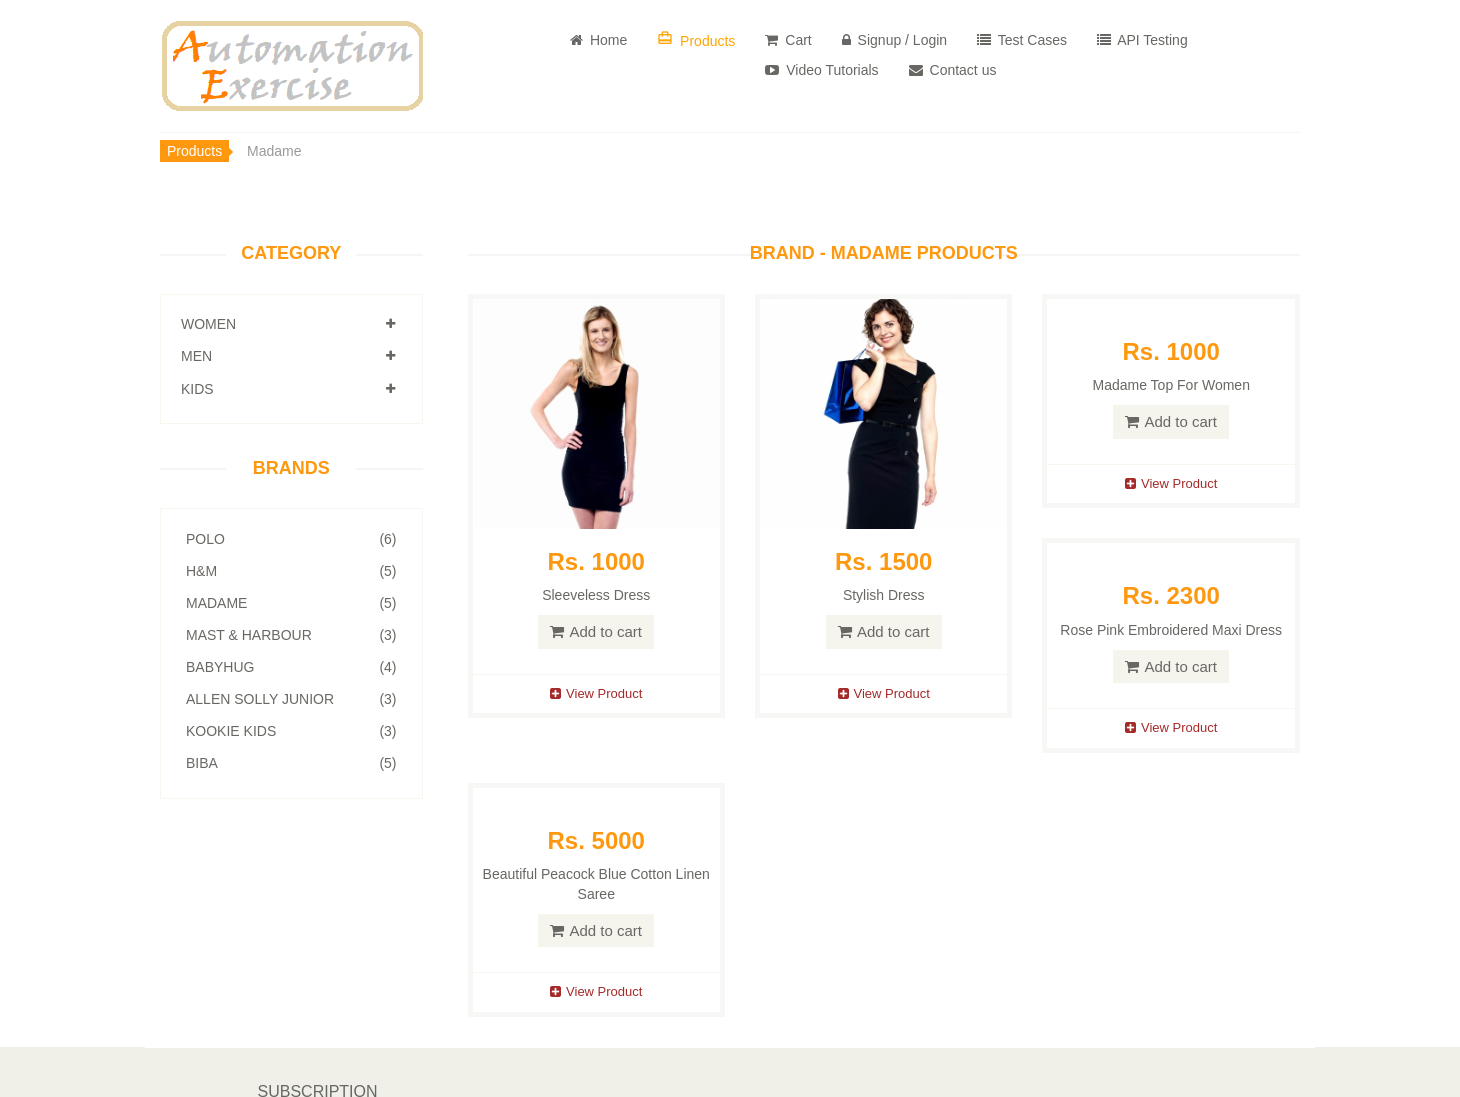 Automation
Exercise
Home
Products
Cart
Signup / Login
Test Cases
API Testing
Video Tutorials
Contact us
Products
Madame
CATEGORY
WOMEN
MEN
KIDS
BRANDS
POLO (6)
H&M (5)
MADAME (5)
MAST & HARBOUR (3)
BABYHUG (4)
ALLEN SOLLY JUNIOR (3)
KOOKIE KIDS (3)
BIBA (5)
BRAND - MADAME PRODUCTS
Rs. 1000
Sleeveless Dress
Add to cart
View Product
Rs. 1500
Stylish Dress
Add to cart
View Product
Rs. 1000
Madame Top For Women
Add to cart
View Product
Rs. 2300
Rose Pink Embroidered Maxi Dress
Add to cart
View Product
Rs. 5000
Beautiful Peacock Blue Cotton Linen
Saree
Add to cart
View Product
SUBSCRIPTION